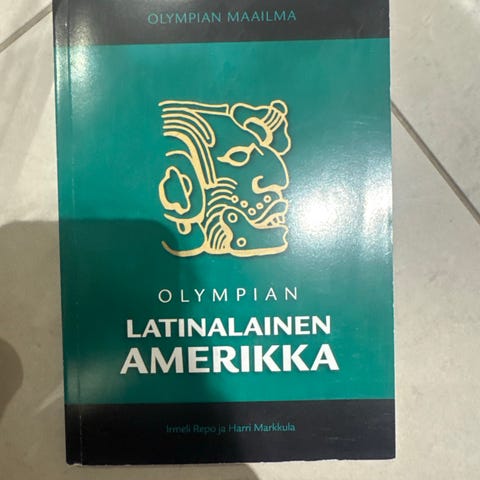 OLYMPIAN MAAILMA
OLYMPIAN
LATINALAINEN
AMERIKKA
Irmeli Repo ja Harri Markkula